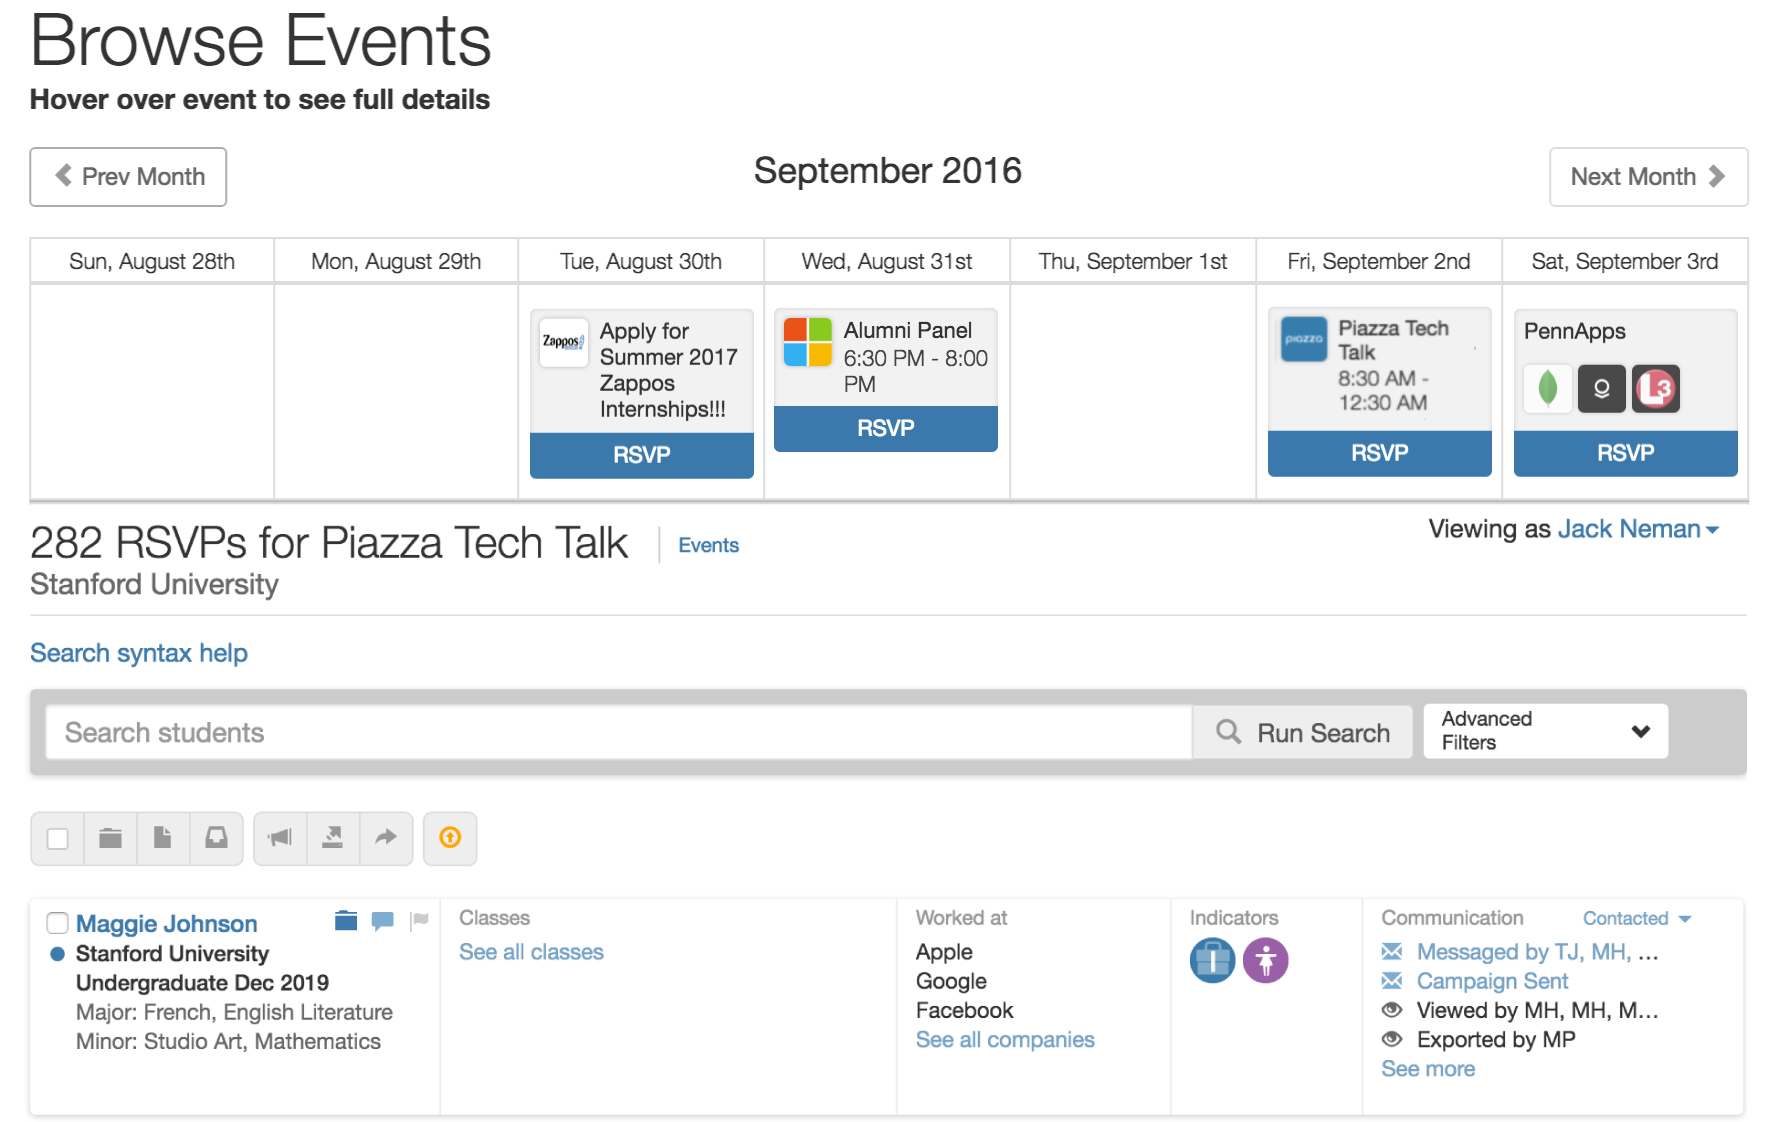 Browse Events
Hover over event to see full details
Prev Month
September 2016
Next Month
Sun, August 28th
Mon, August 29th
Tue, August 30th
Wed, August 31st
Thu, September 1st
Fri, September 2nd
Sat, September 3rd
Zappos
Apply for
Summer 2017
Zappos
Internships!!!
RSVP
Alumni Panel
6:30 PM - 8:00
PM
RSVP
piazza
Piazza Tech
Talk
8:30 AM -
12:30 AM
RSVP
PennApps
L3
RSVP
282 RSVPs for Piazza Tech Talk
Events
Viewing as Jack Neman
Stanford University
Search syntax help
Search students
Run Search
Advanced
Filters
Maggie Johnson
Stanford University
Undergraduate Dec 2019
Major: French, English Literature
Minor: Studio Art, Mathematics
Classes
See all classes
Worked at
Apple
Google
Facebook
See all companies
Indicators
Communication
Contacted
Messaged by TJ, MH, ...
Campaign Sent
Viewed by MH, MH, M...
Exported by MP
See more